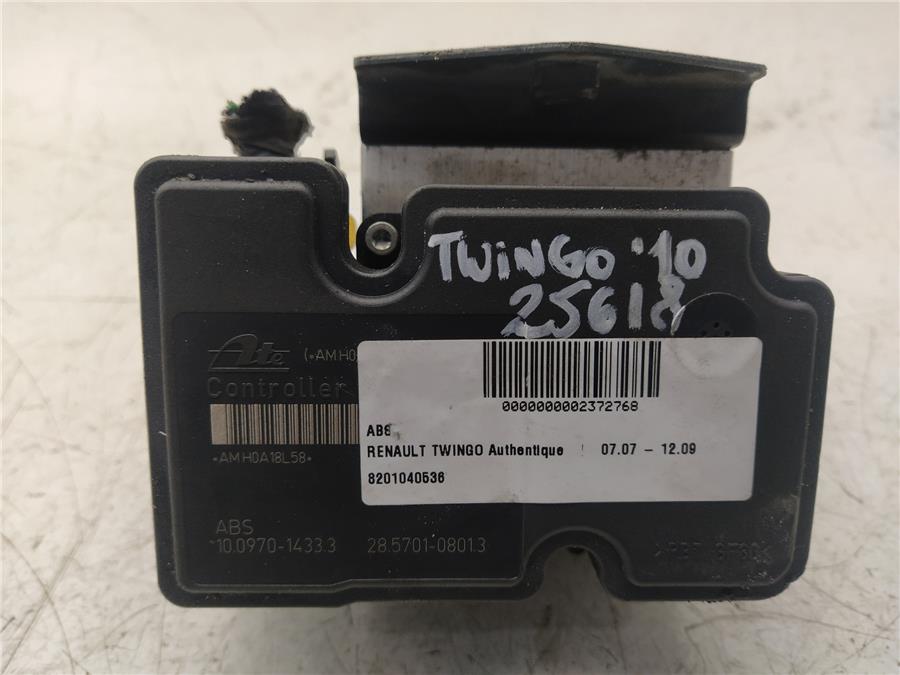 TWiNGO '10
25618
Ate
(*AMH0
Controller
0000000002372768
ABS
RENAULT TWINGO Authentique 07.07 – 12.09
8201040536
*AMH0A18L58*
ABS
*10.0970-1433.3 28.5701-0801.3